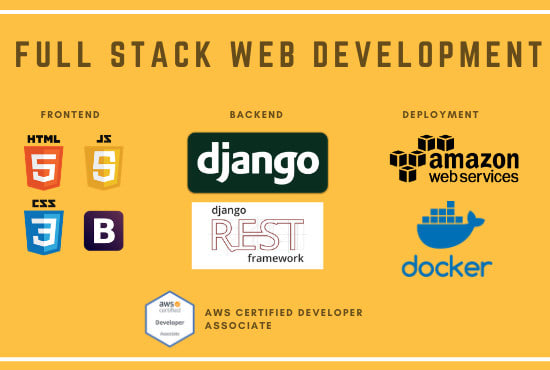 FULL STACK WEB DEVELOPMENT
FRONTEND
HTML
5
JS
5
CSS
3
B
BACKEND
django
django
REST
framework
DEPLOYMENT
amazon
web services
docker
aws
certified
Developer
Associate
AWS CERTIFIED DEVELOPER
ASSOCIATE